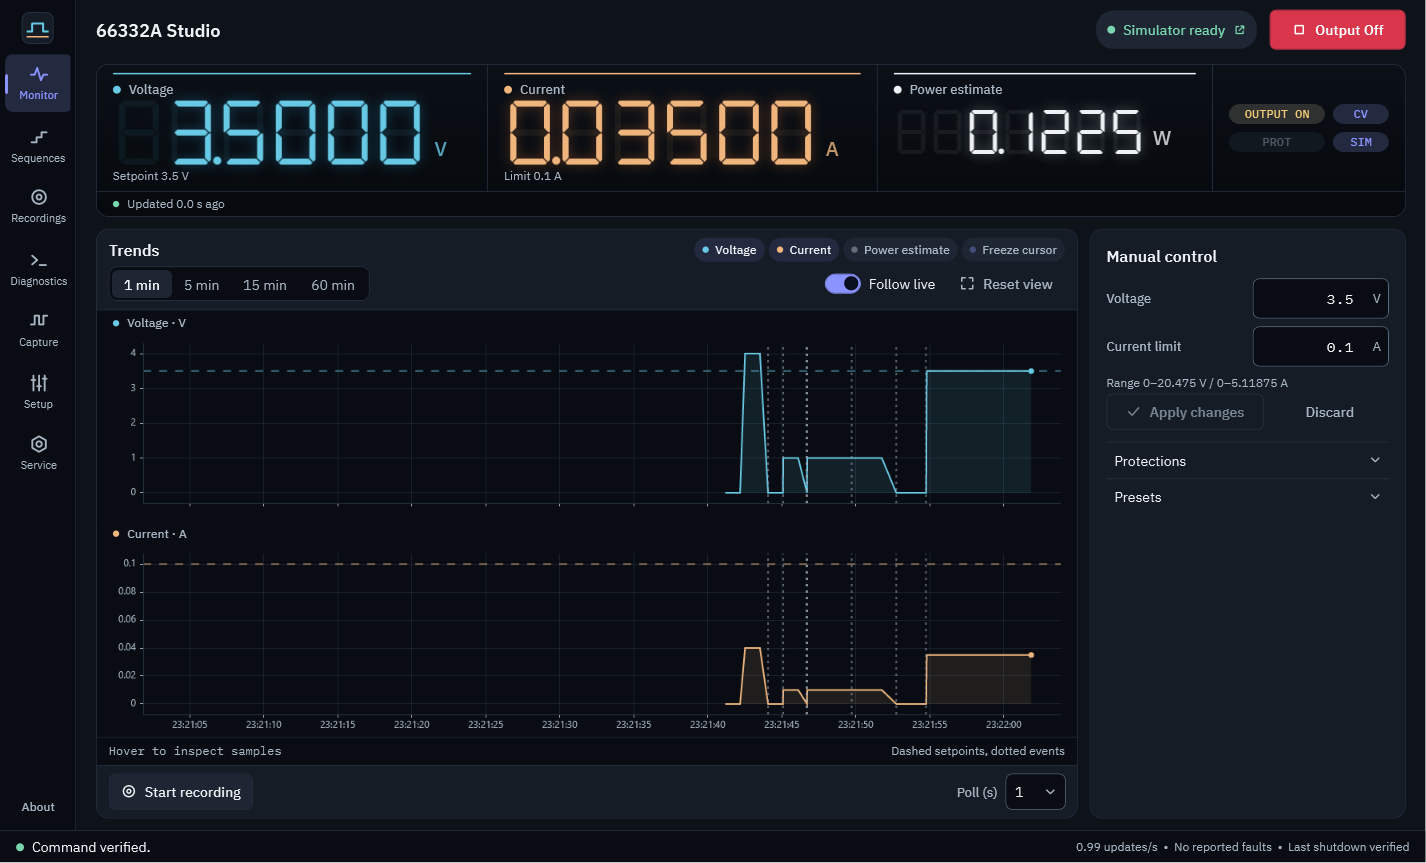 66332A Studio
Simulator ready
Output Off
Monitor
Sequences
Recordings
Diagnostics
Capture
Setup
Service
About
Voltage
3.5000 V
Setpoint 3.5 V
Current
0.03500 A
Limit 0.1 A
Power estimate
0.1225 W
OUTPUT ON
CV
PROT
SIM
Updated 0.0 s ago
Trends
Voltage
Current
Power estimate
Freeze cursor
1 min
5 min
15 min
60 min
Follow live
Reset view
Voltage · V
4
3
2
1
0
Current · A
0.1
0.08
0.06
0.04
0.02
0
23:21:05
23:21:10
23:21:15
23:21:20
23:21:25
23:21:30
23:21:35
23:21:40
23:21:45
23:21:50
23:21:55
23:22:00
Hover to inspect samples
Dashed setpoints, dotted events
Start recording
Poll (s)
1
Manual control
Voltage
3.5 V
Current limit
0.1 A
Range 0–20.475 V / 0–5.11875 A
Apply changes
Discard
Protections
Presets
Command verified.
0.99 updates/s • No reported faults • Last shutdown verified